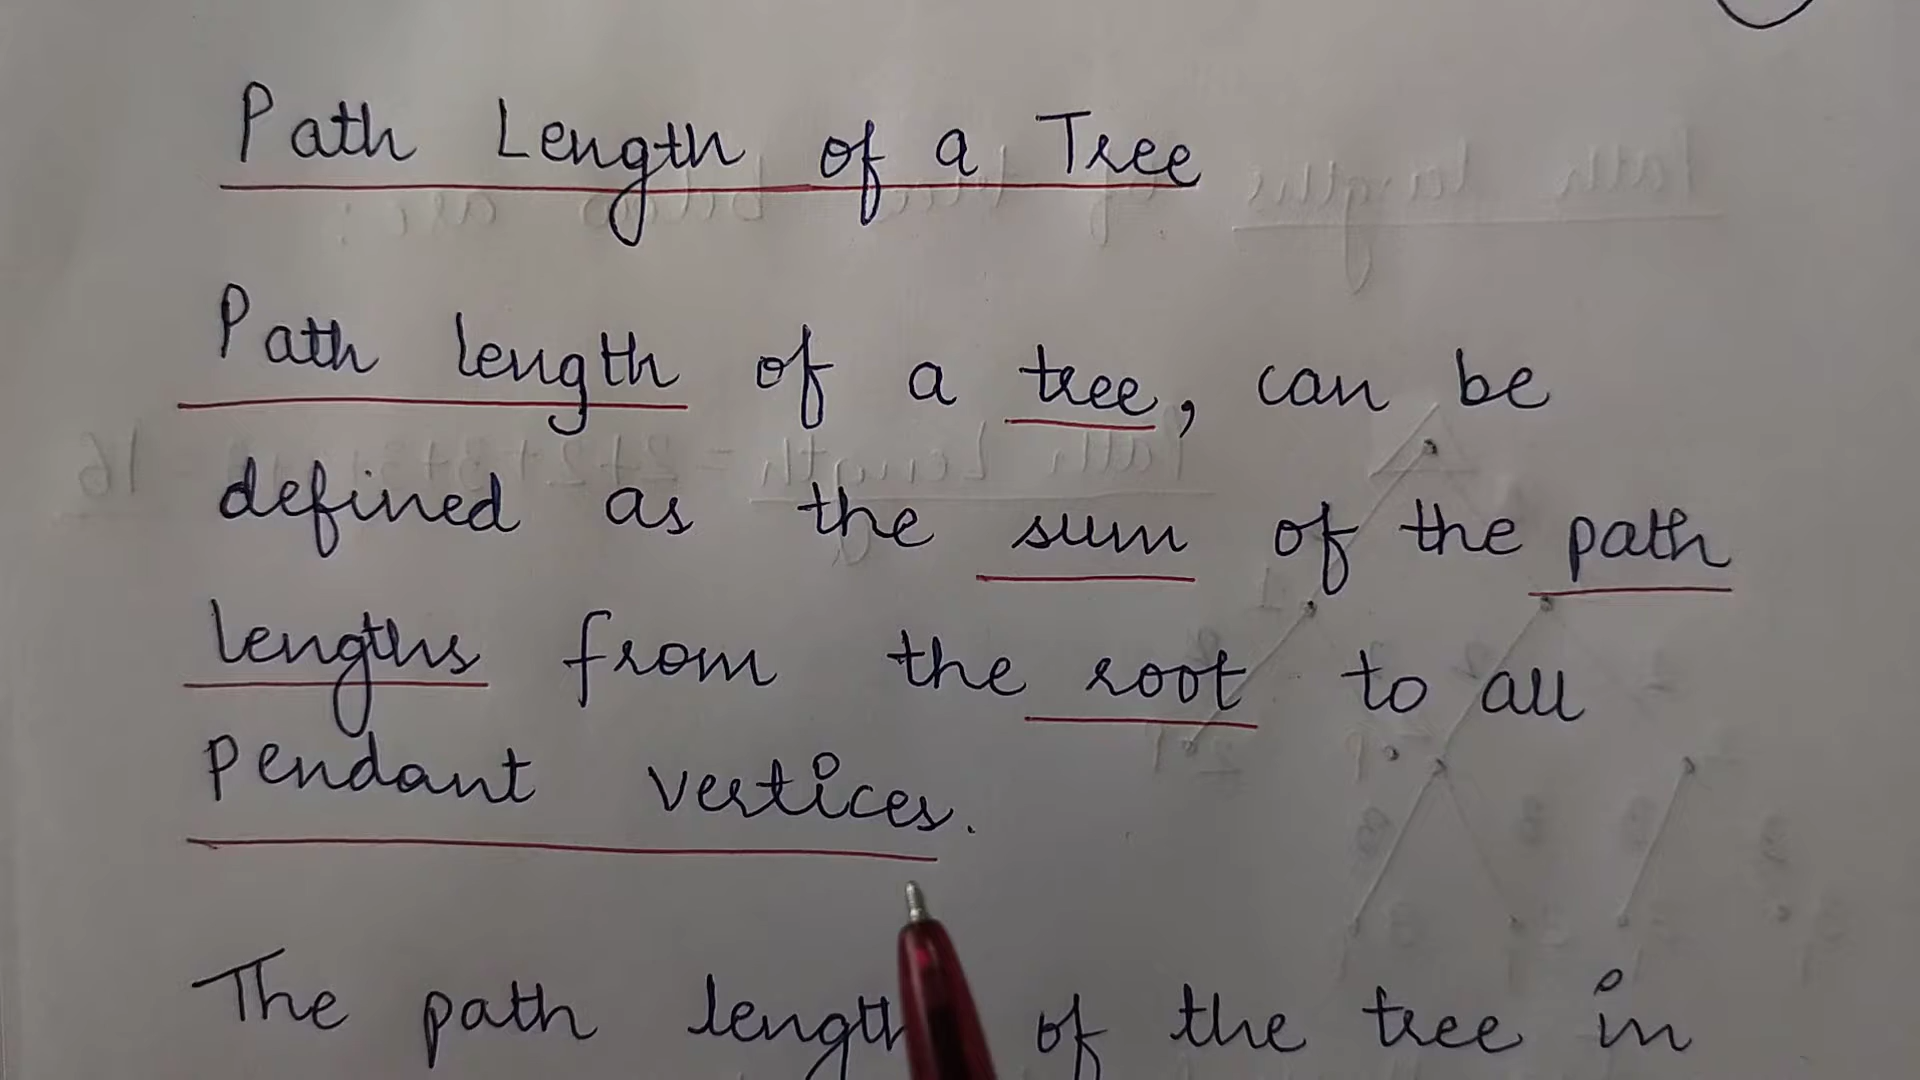 Path Length of a Tree
Path length of a tree, can be
defined as the sum of the path
lengths from the root to all
pendant vertices.
The path length of the tree in